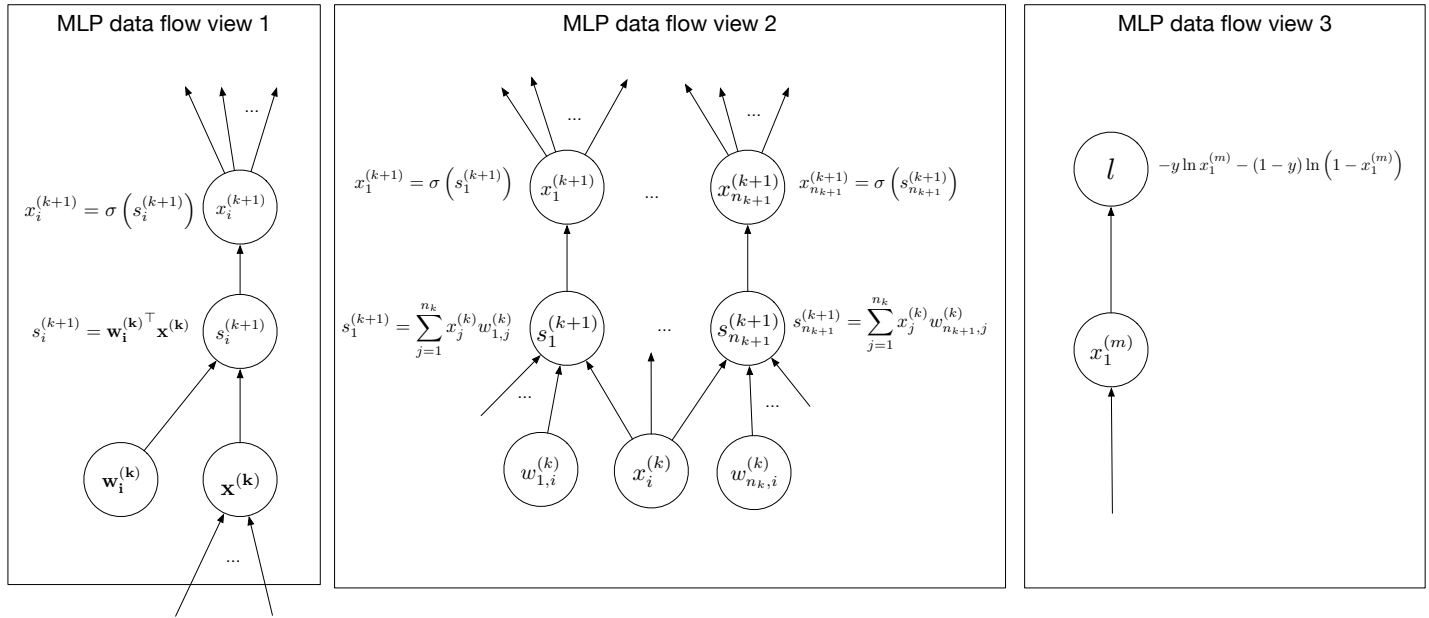 MLP data flow view 1
...
x_i^{(k+1)} = σ(s_i^{(k+1)})
x_i^{(k+1)}
s_i^{(k+1)} = w_i^{(k)⊤} x^{(k)}
s_i^{(k+1)}
w_i^{(k)}
x^{(k)}
...
MLP data flow view 2
...
...
x_1^{(k+1)} = σ(s_1^{(k+1)})
x_1^{(k+1)}
...
x_{n_{k+1}}^{(k+1)}
x_{n_{k+1}}^{(k+1)} = σ(s_{n_{k+1}}^{(k+1)})
s_1^{(k+1)} = ∑_{j=1}^{n_k} x_j^{(k)} w_{1,j}^{(k)}
s_1^{(k+1)}
...
s_{n_{k+1}}^{(k+1)}
s_{n_{k+1}}^{(k+1)} = ∑_{j=1}^{n_k} x_j^{(k)} w_{n_{k+1},j}^{(k)}
...
...
w_{1,i}^{(k)}
x_i^{(k)}
w_{n_k,i}^{(k)}
MLP data flow view 3
l
-y ln x_1^{(m)} - (1 - y) ln(1 - x_1^{(m)})
x_1^{(m)}